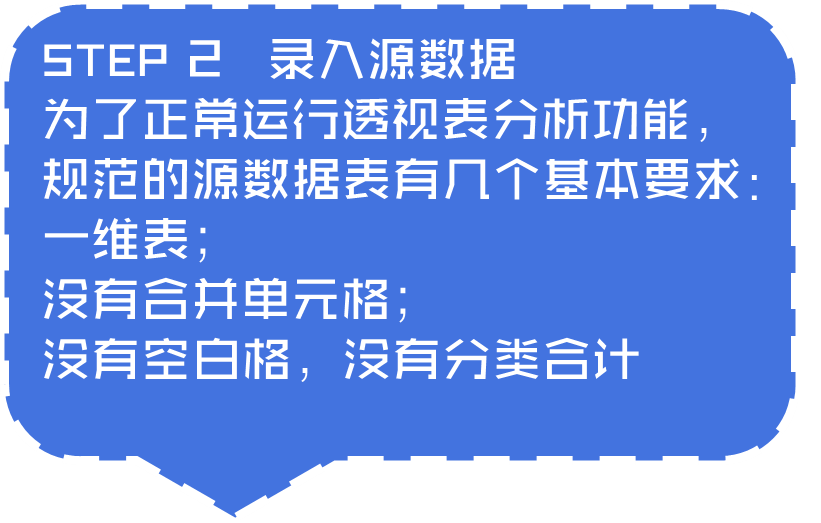 STEP 2 录入源数据
为了正常运行透视表分析功能，
规范的源数据表有几个基本要求：
一维表；
没有合并单元格；
没有空白格，没有分类合计